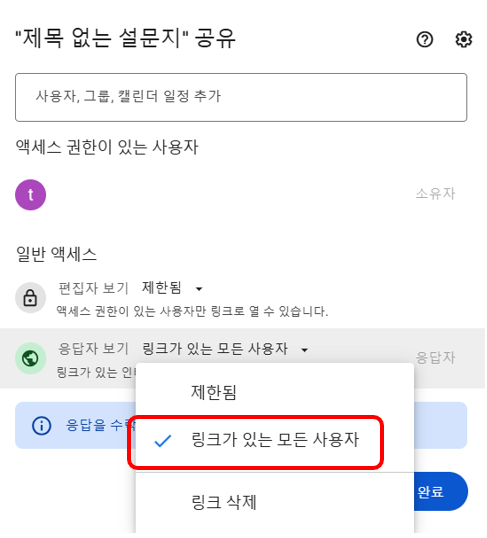 "제목 없는 설문지" 공유
사용자, 그룹, 캘린더 일정 추가
액세스 권한이 있는 사용자
t
소유자
일반 액세스
편집자 보기 제한됨
액세스 권한이 있는 사용자만 링크로 열 수 있습니다.
응답자 보기 링크가 있는 모든 사용자
응답자
링크가 있는
제한됨
응답을
링크가 있는 모든 사용자
완료
링크 삭제